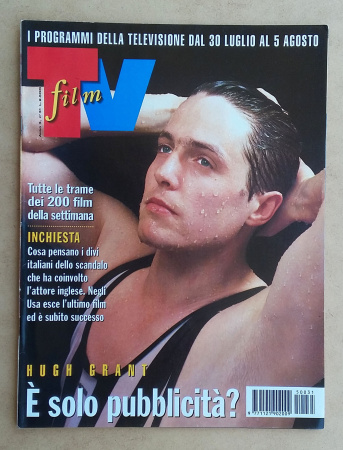 I PROGRAMMI DELLA TELEVISIONE DAL 30 LUGLIO AL 5 AGOSTO
film
TV
Tutte le trame
dei 200 film
della settimana
INCHIESTA
Cosa pensano i divi
italiani dello scandalo
che ha coinvolto
l'attore inglese. Negli
Usa esce l'ultimo film
ed è subito successo
HUGH GRANT
È solo pubblicità?
50031